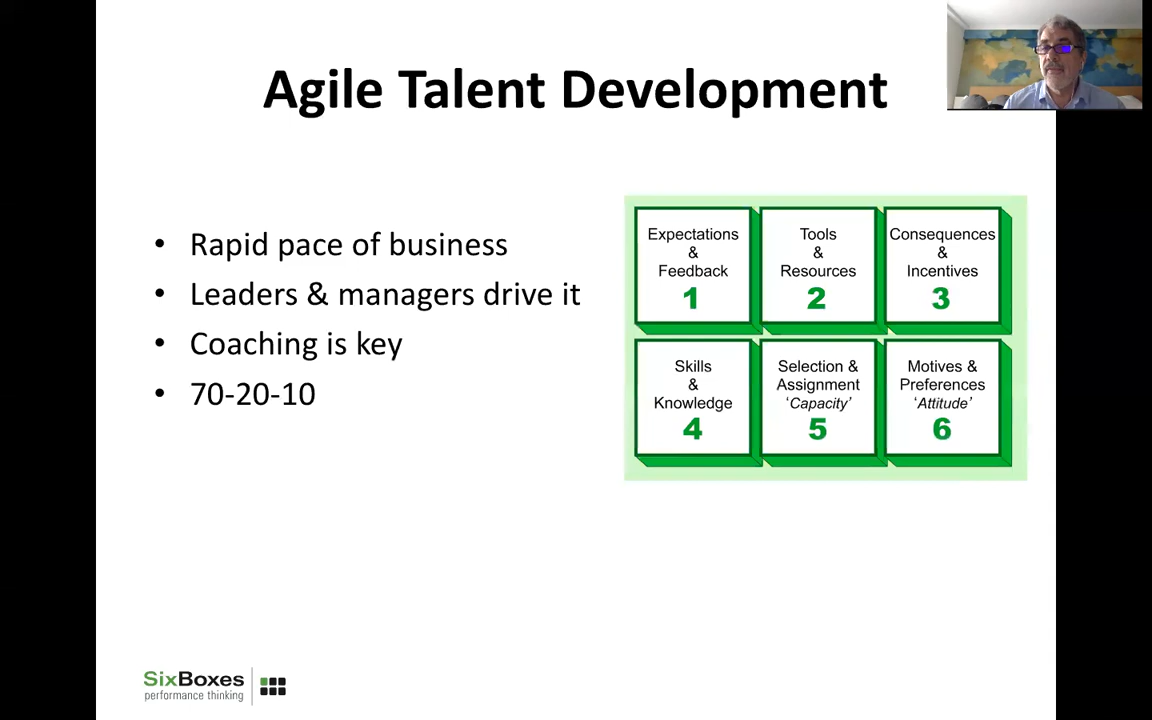 Agile Talent Development
• Rapid pace of business
• Leaders & managers drive it
• Coaching is key
• 70-20-10
Expectations
&
Feedback
1
Tools
&
Resources
2
Consequences
&
Incentives
3
Skills
&
Knowledge
4
Selection &
Assignment
‘Capacity’
5
Motives &
Preferences
‘Attitude’
6
SixBoxes
performance thinking